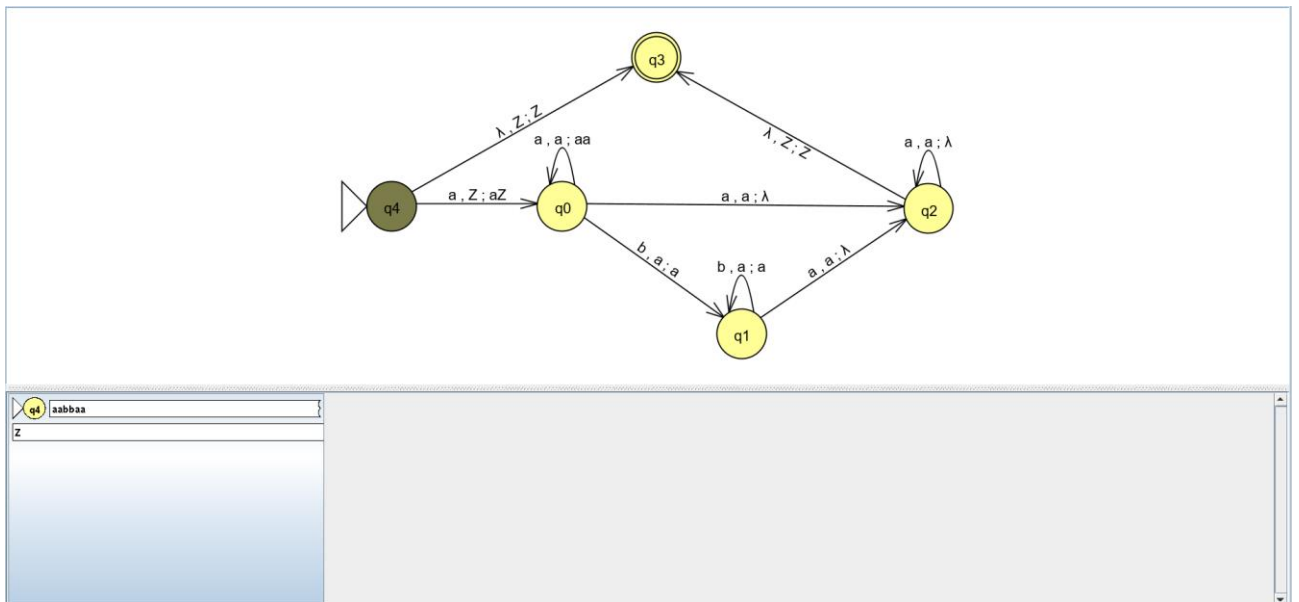 q3
λ , Z ; Z
λ , Z ; Z
a , a ; aa
a , a ; λ
q4
a , Z ; aZ
q0
a , a ; λ
q2
b , a ; a
b , a ; a
a , a ; λ
q1
q4 aabbaa
Z